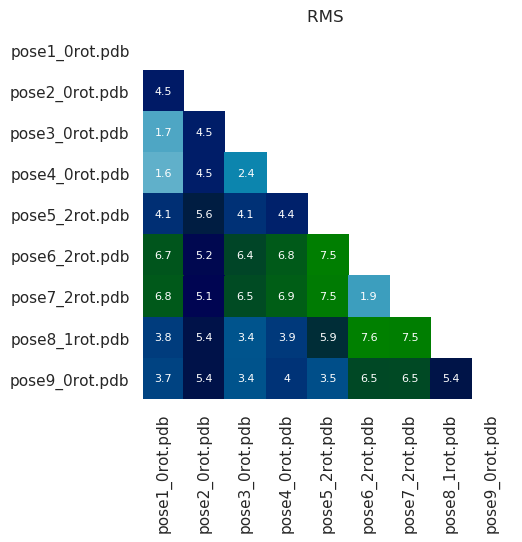 RMS
pose1_0rot.pdb
pose2_0rot.pdb 4.5
pose3_0rot.pdb 1.7 4.5
pose4_0rot.pdb 1.6 4.5 2.4
pose5_2rot.pdb 4.1 5.6 4.1 4.4
pose6_2rot.pdb 6.7 5.2 6.4 6.8 7.5
pose7_2rot.pdb 6.8 5.1 6.5 6.9 7.5 1.9
pose8_1rot.pdb 3.8 5.4 3.4 3.9 5.9 7.6 7.5
pose9_0rot.pdb 3.7 5.4 3.4 4 3.5 6.5 6.5 5.4
pose1_0rot.pdb
pose2_0rot.pdb
pose3_0rot.pdb
pose4_0rot.pdb
pose5_2rot.pdb
pose6_2rot.pdb
pose7_2rot.pdb
pose8_1rot.pdb
pose9_0rot.pdb